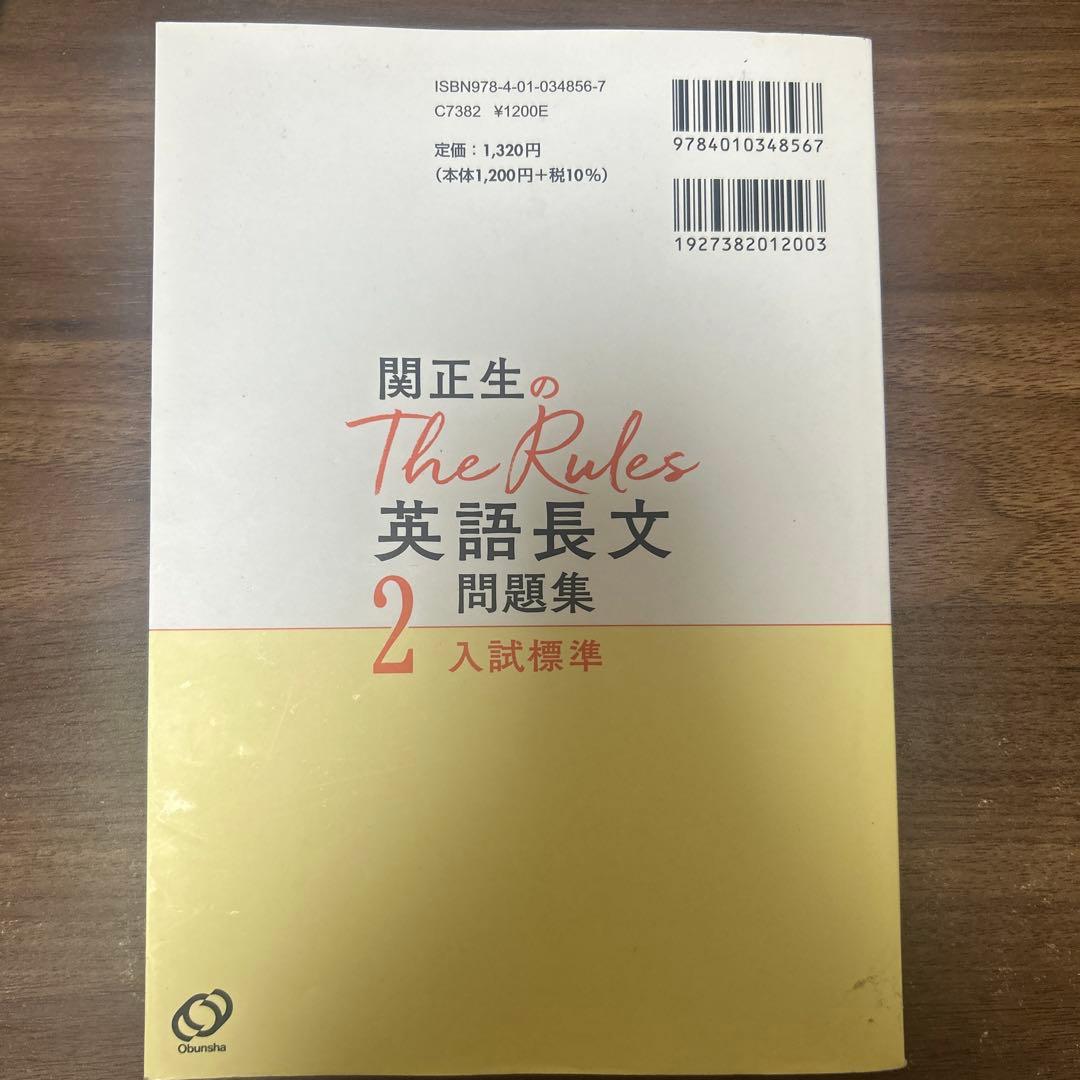 ISBN978-4-01-034856-7
C7382 ¥1200E
定価:1,320円
(本体1,200円+税10%)
9784010348567
1927382012003
関正生の
The Rules
英語長文
問題集
2 入試標準
Obunsha